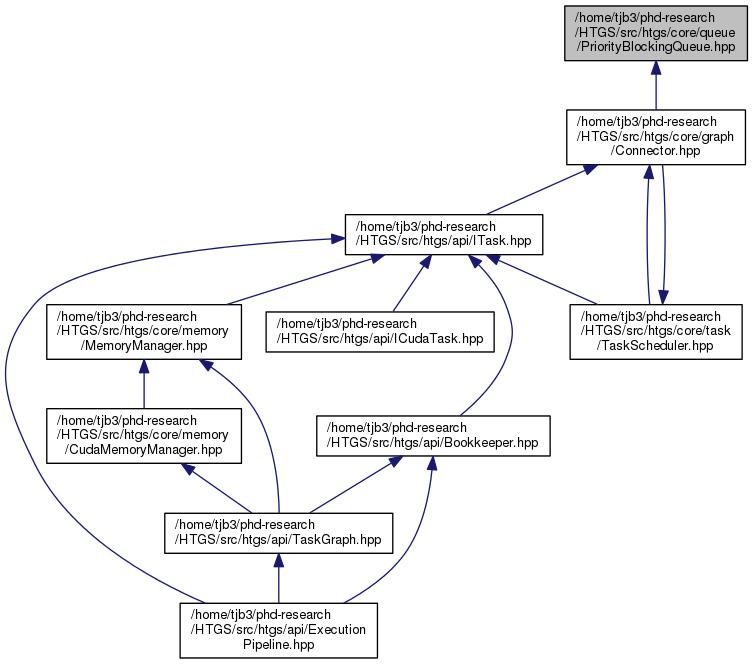 /home/tjb3/phd-research
/HTGS/src/htgs/core/queue
/PriorityBlockingQueue.hpp
/home/tjb3/phd-research
/HTGS/src/htgs/core/graph
/Connector.hpp
/home/tjb3/phd-research
/HTGS/src/htgs/api/ITask.hpp
/home/tjb3/phd-research
/HTGS/src/htgs/core/memory
/MemoryManager.hpp
/home/tjb3/phd-research
/HTGS/src/htgs/api/ICudaTask.hpp
/home/tjb3/phd-research
/HTGS/src/htgs/core/task
/TaskScheduler.hpp
/home/tjb3/phd-research
/HTGS/src/htgs/core/memory
/CudaMemoryManager.hpp
/home/tjb3/phd-research
/HTGS/src/htgs/api/Bookkeeper.hpp
/home/tjb3/phd-research
/HTGS/src/htgs/api/TaskGraph.hpp
/home/tjb3/phd-research
/HTGS/src/htgs/api/Execution
Pipeline.hpp